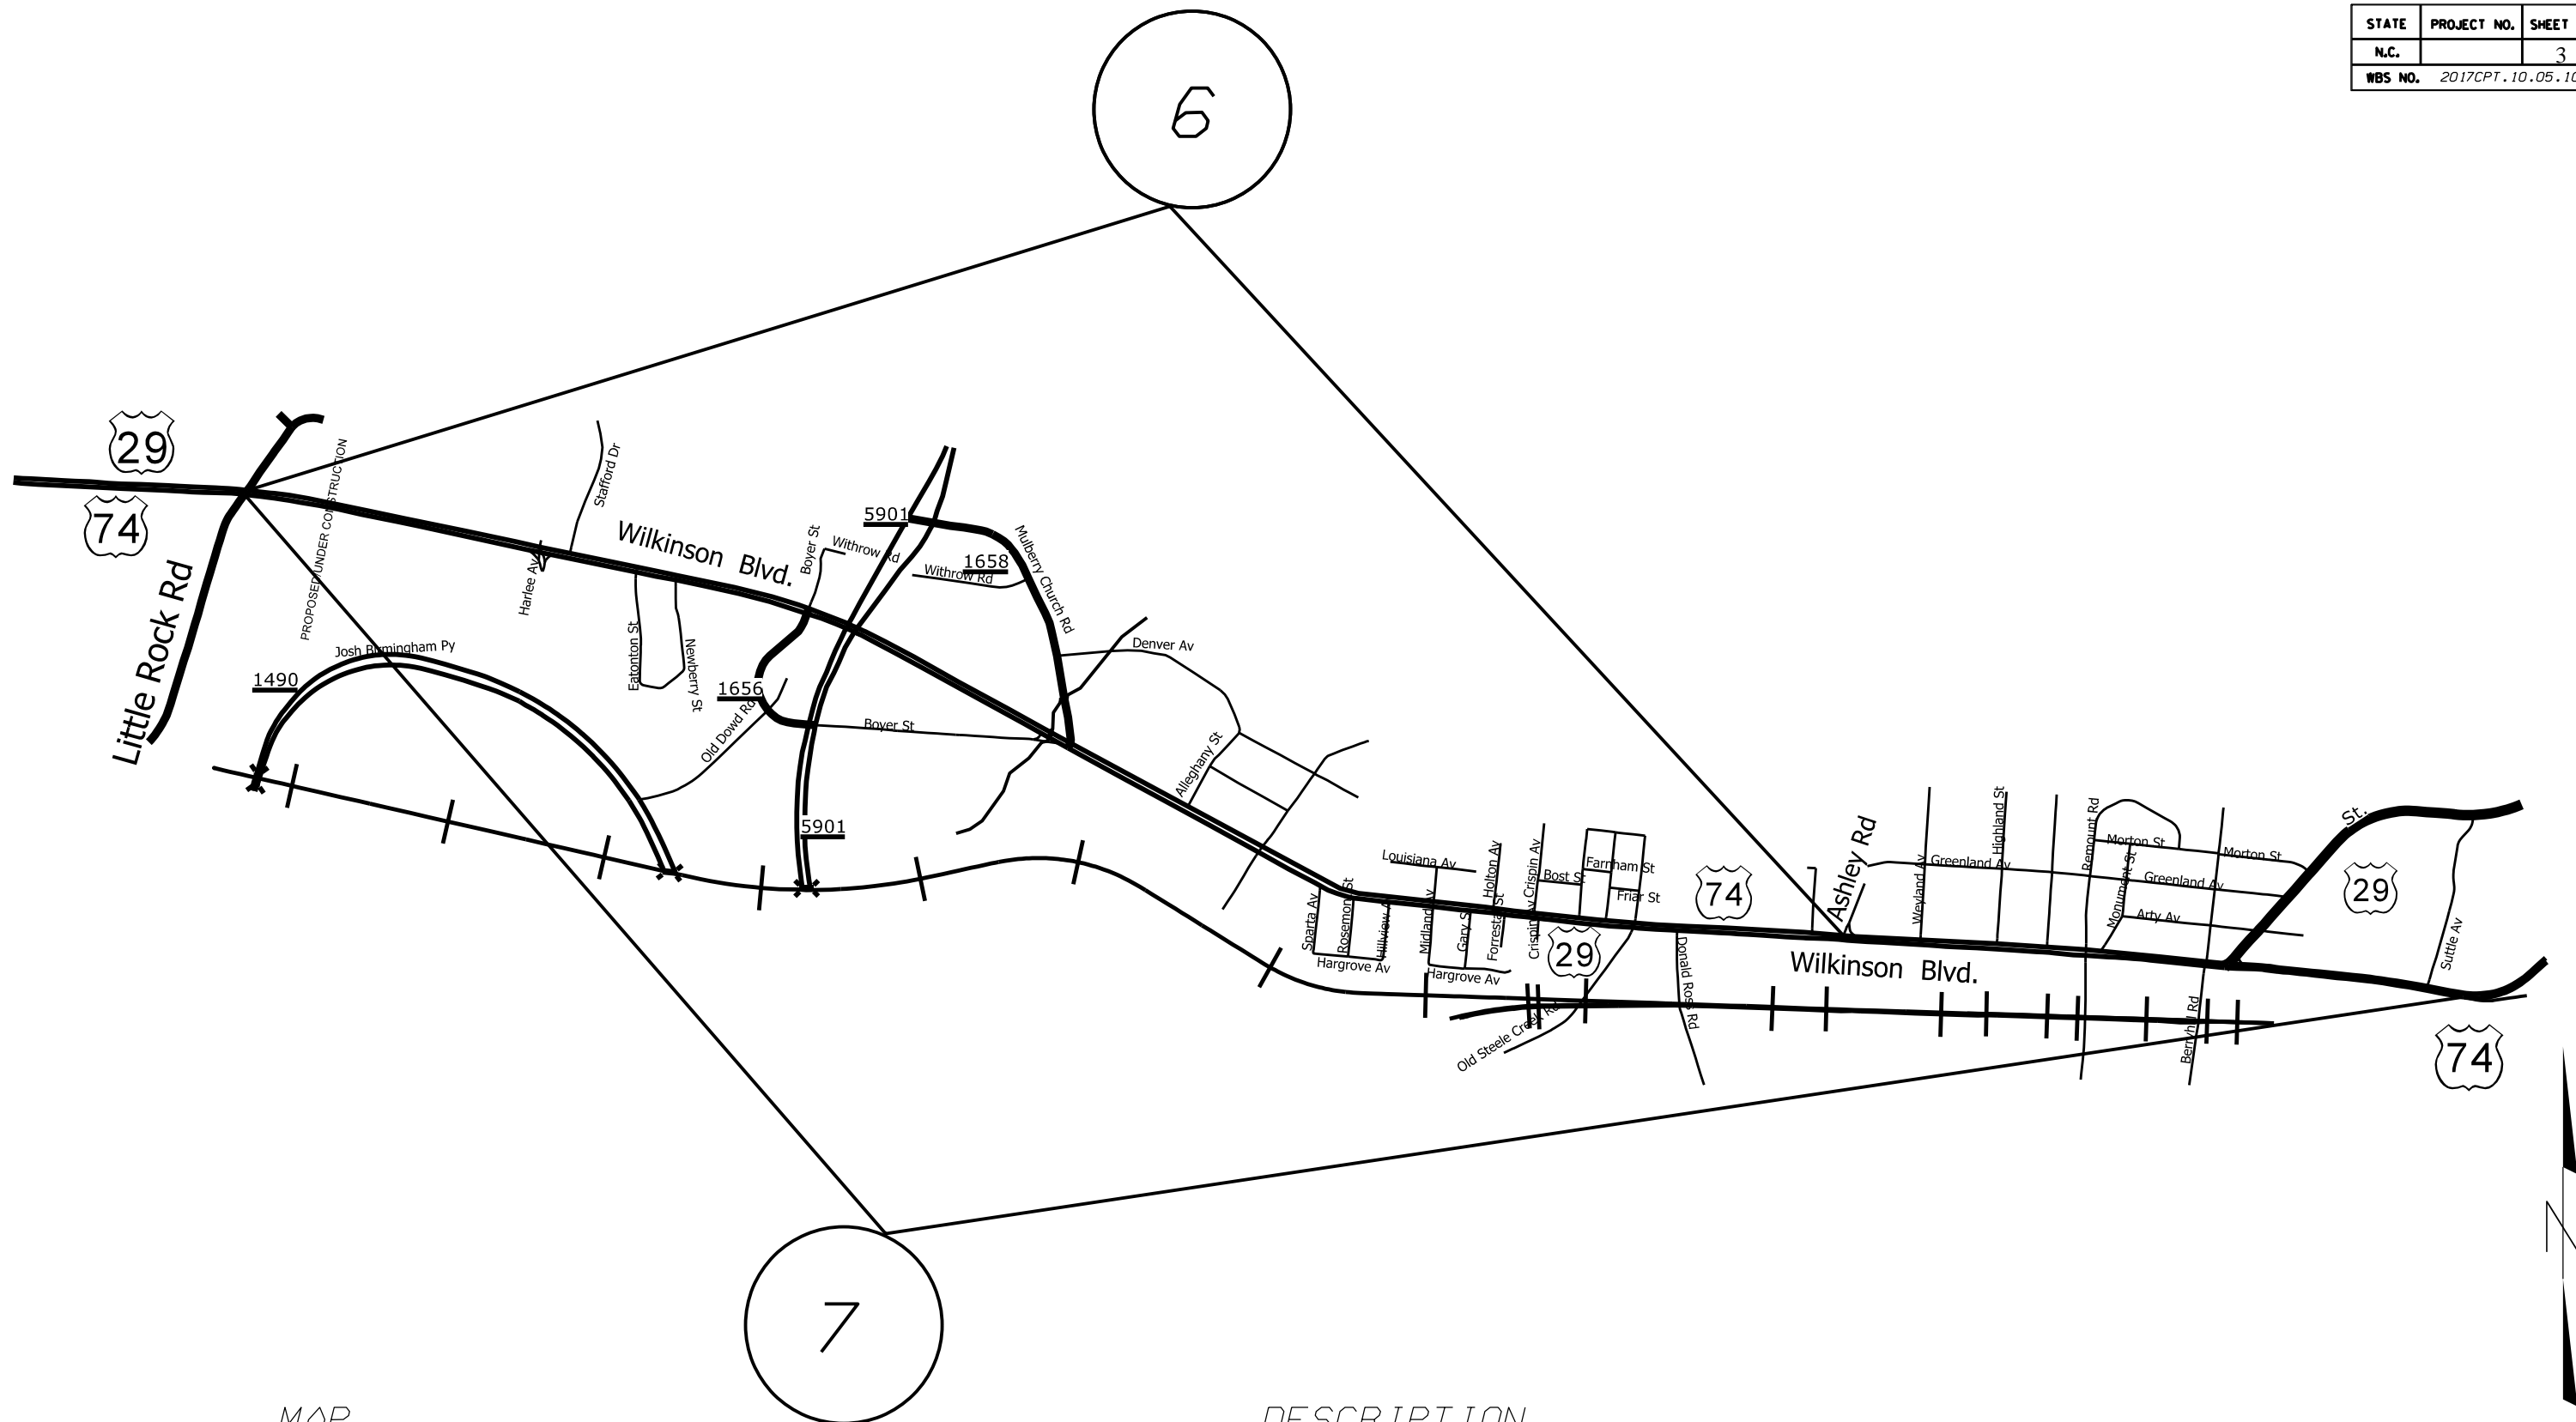 STATE PROJECT NO. SHEET
N.C. 3
WBS NO. 2017CPT.10.05.10
6
29
74
Little Rock Rd
PROPOSED/UNDER CONSTRUCTION
Stafford Dr
Harlee Av
Wilkinson Blvd.
Boyer St
Withrow Rd
5901
1658
Withrow Rd
Mulberry Church Rd
Josh Birmingham Py
1490
Eatonton St
Newberry St
1656
Old Dowd Rd
Boyer St
5901
Denver Av
Alleghany St
Louisiana Av
Holton Av
Crispin Av
Farnham St
Bost St
Friar St
Sparta Av
Rosemont St
Hillview
Midland Av
Gary
Forrestal St
Crispin Av
Hargrove Av
Hargrove Av
29
74
Donald Ross Rd
Old Steele Creek Rd
Ashley Rd
Weyland Av
Greenland Av
Highland St
Remount Rd
Morton St
Monument St
Greenland Av
Morton St
Arty Av
Wilkinson Blvd.
Berryhill Rd
St.
29
Suttle Av
74
7
MAP DESCRIPTION